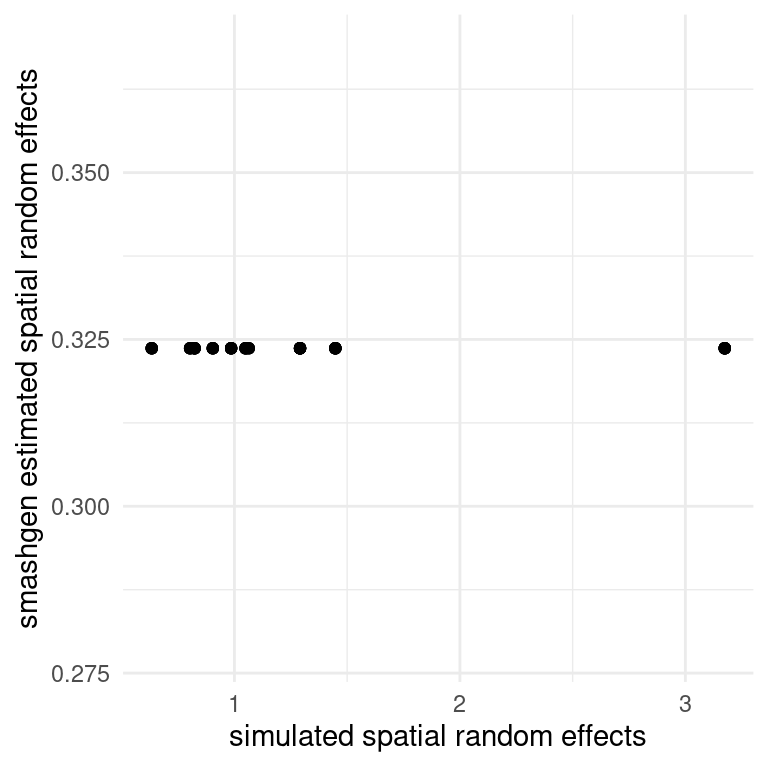 smashgen estimated spatial random effects
0.350
0.325
0.300
0.275
1 2 3
simulated spatial random effects